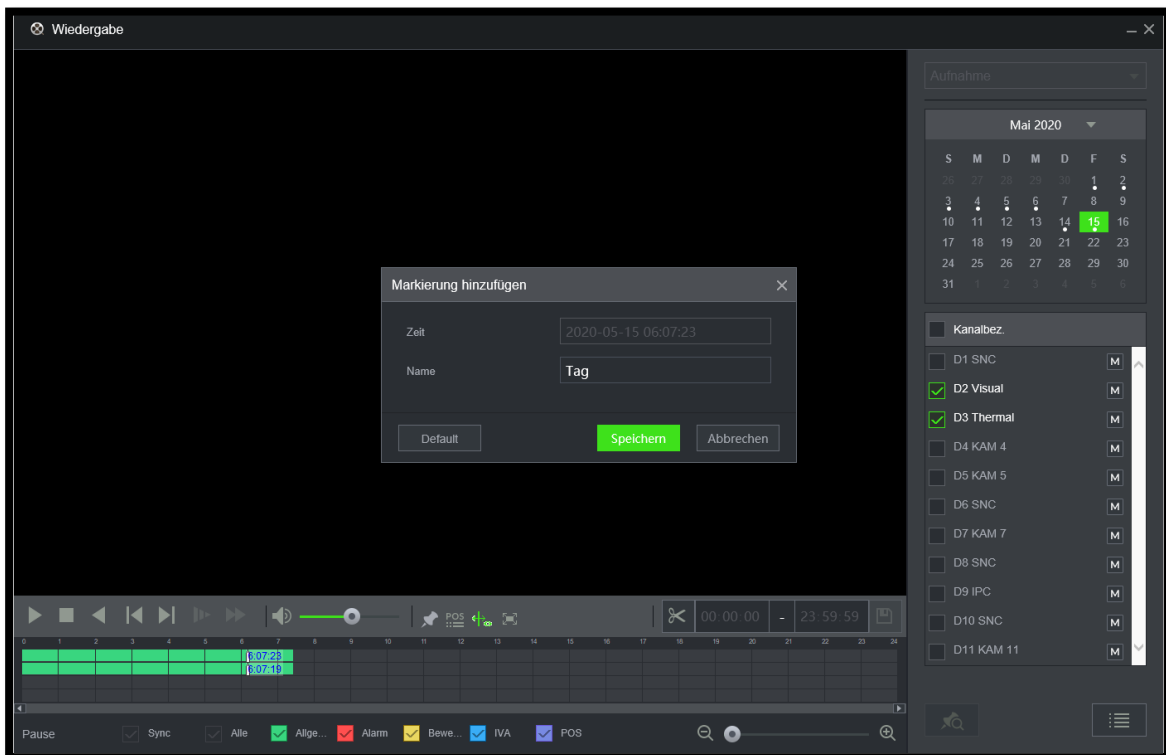 Wiedergabe
Aufnahme
Mai 2020
S M D M D F S
26 27 28 29 30 1 2
3 4 5 6 7 8 9
10 11 12 13 14 15 16
17 18 19 20 21 22 23
24 25 26 27 28 29 30
31 1 2 3 4 5 6
Markierung hinzufügen
Zeit 2020-05-15 06:07:23
Name Tag
Default Speichern Abbrechen
Kanalbez.
D1 SNC M
D2 Visual M
D3 Thermal M
D4 KAM 4 M
D5 KAM 5 M
D6 SNC M
D7 KAM 7 M
D8 SNC M
D9 IPC M
D10 SNC M
D11 KAM 11 M
POS 00:00:00 - 23:59:59
0 1 2 3 4 5 6 7 8 9 10 11 12 13 14 15 16 17 18 19 20 21 22 23 24
6:07:23
6:07:19
Pause Sync Alle Allge... Alarm Bewe... IVA POS